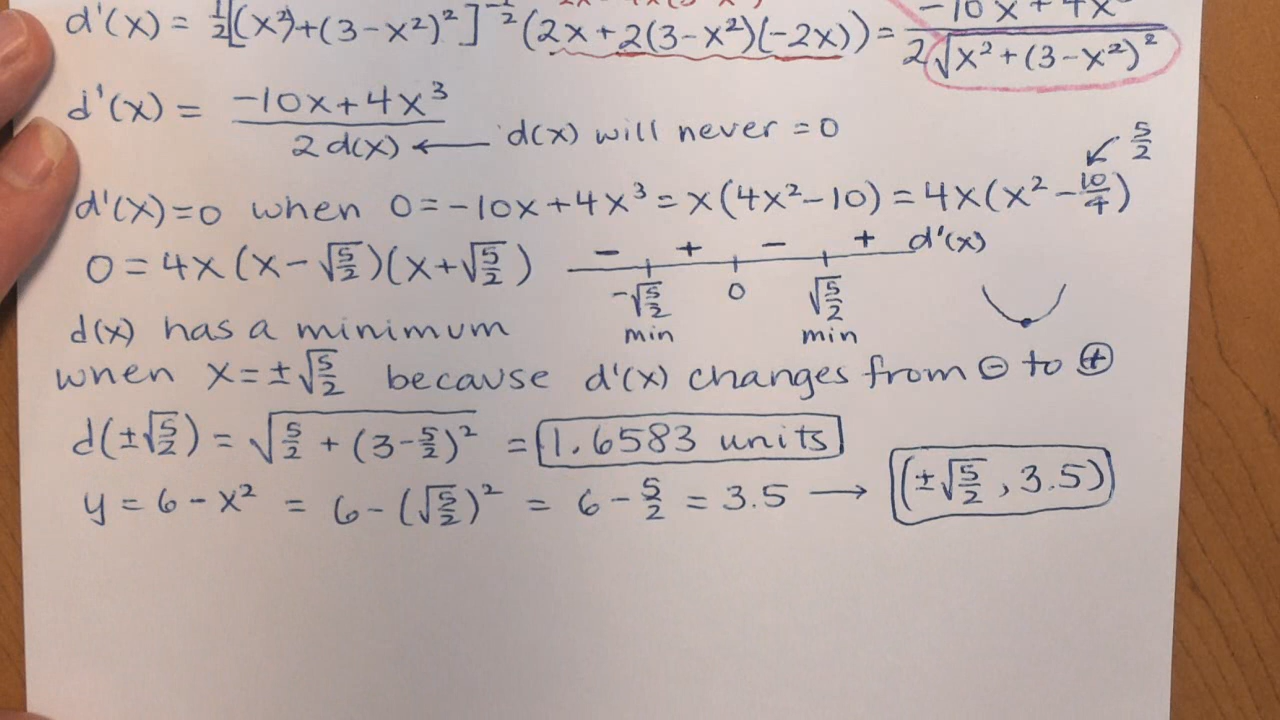 d'(x) = 1/2[(x²)+(3-x²)²]^(-1/2) (2x+2(3-x²)(-2x)) = (-10x+4x³)/(2√(x²+(3-x²)²))
d'(x) = (-10x+4x³)/(2d(x)) ← d(x) will never = 0
5/2
d'(x)=0 when 0=-10x+4x³=x(4x²-10)=4x(x²-10/4)
0=4x(x-√(5/2))(x+√(5/2))
- + - + d'(x)
-√(5/2) 0 √(5/2)
min min
d(x) has a minimum
when x=±√(5/2) because d'(x) changes from ⊖ to ⊕
d(±√(5/2)) = √(5/2+(3-5/2)²) = 1.6583 units
y=6-x² = 6-(√(5/2))² = 6-5/2 = 3.5 → (±√(5/2), 3.5)